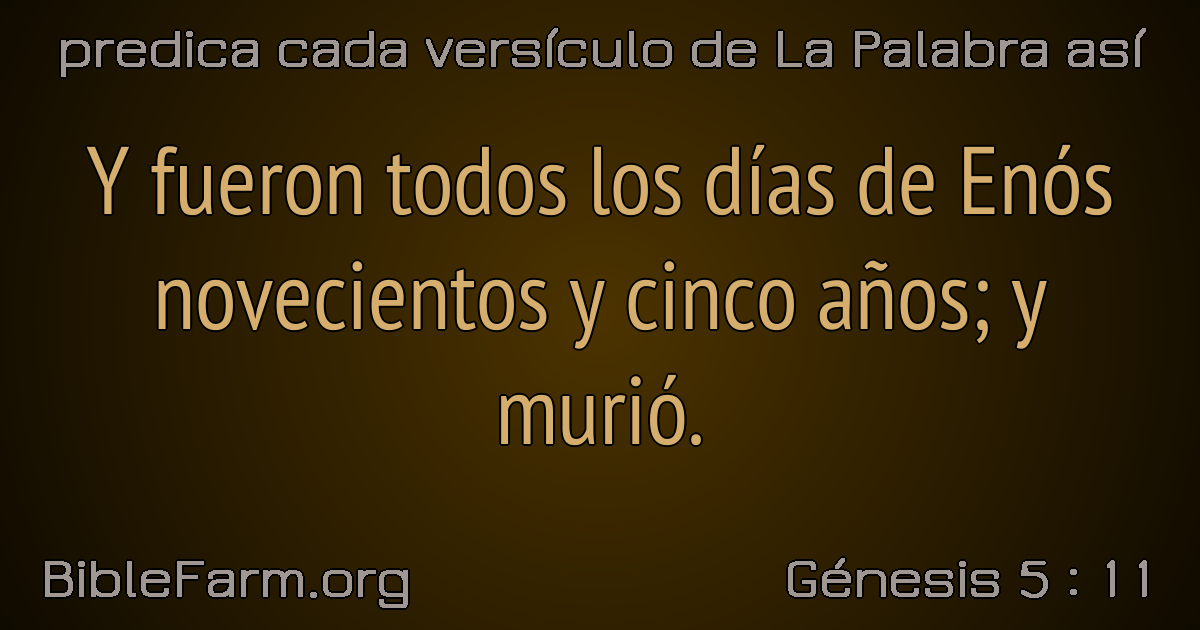 predica cada versículo de La Palabra así
Y fueron todos los días de Enós
novecientos y cinco años; y
murió.
BibleFarm.org
Génesis 5 : 11